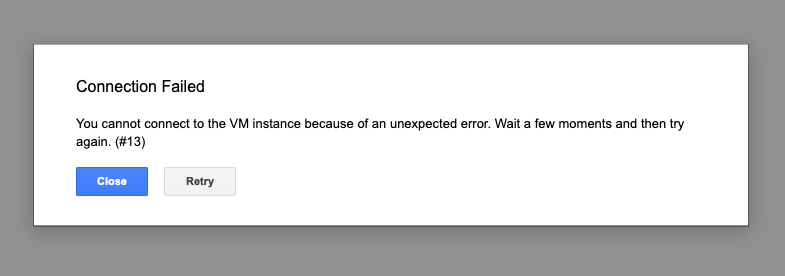 Connection Failed
You cannot connect to the VM instance because of an unexpected error. Wait a few moments and then try
again. (#13)
Close
Retry